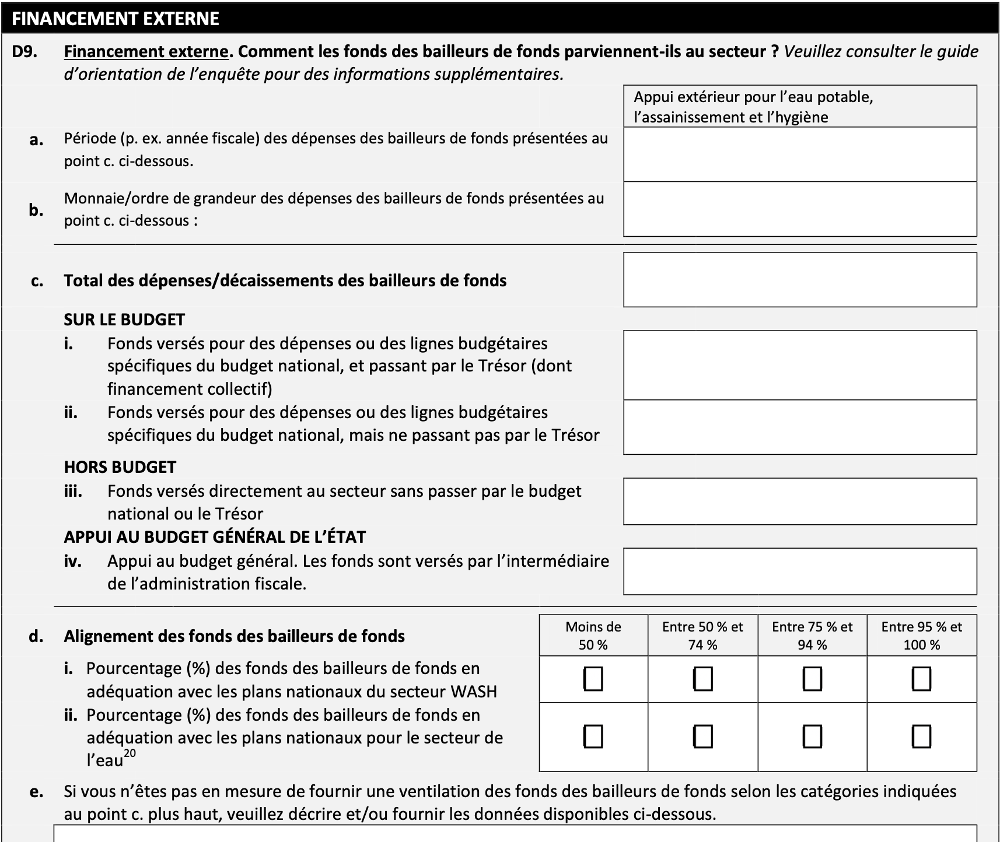 FINANCEMENT EXTERNE
D9. Financement externe. Comment les fonds des bailleurs de fonds parviennent-ils au secteur ? Veuillez consulter le guide
d’orientation de l’enquête pour des informations supplémentaires.
Appui extérieur pour l’eau potable,
l’assainissement et l’hygiène
a. Période (p. ex. année fiscale) des dépenses des bailleurs de fonds présentées au
point c. ci-dessous.
b. Monnaie/ordre de grandeur des dépenses des bailleurs de fonds présentées au
point c. ci-dessous :
c. Total des dépenses/décaissements des bailleurs de fonds
SUR LE BUDGET
i. Fonds versés pour des dépenses ou des lignes budgétaires
spécifiques du budget national, et passant par le Trésor (dont
financement collectif)
ii. Fonds versés pour des dépenses ou des lignes budgétaires
spécifiques du budget national, mais ne passant pas par le Trésor
HORS BUDGET
iii. Fonds versés directement au secteur sans passer par le budget
national ou le Trésor
APPUI AU BUDGET GÉNÉRAL DE L’ÉTAT
iv. Appui au budget général. Les fonds sont versés par l’intermédiaire
de l’administration fiscale.
d. Alignement des fonds des bailleurs de fonds
Moins de
50 %
Entre 50 % et
74 %
Entre 75 % et
94 %
Entre 95 % et
100 %
i. Pourcentage (%) des fonds des bailleurs de fonds en
adéquation avec les plans nationaux du secteur WASH
ii. Pourcentage (%) des fonds des bailleurs de fonds en
adéquation avec les plans nationaux pour le secteur de
l’eau20
e. Si vous n’êtes pas en mesure de fournir une ventilation des fonds des bailleurs de fonds selon les catégories indiquées
au point c. plus haut, veuillez décrire et/ou fournir les données disponibles ci-dessous.